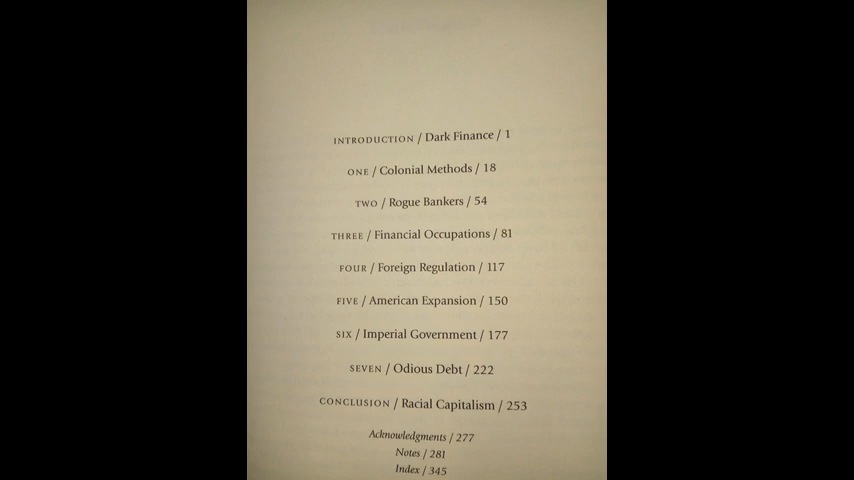 INTRODUCTION / Dark Finance / 1
ONE / Colonial Methods / 18
TWO / Rogue Bankers / 54
THREE / Financial Occupations / 81
FOUR / Foreign Regulation / 117
FIVE / American Expansion / 150
SIX / Imperial Government / 177
SEVEN / Odious Debt / 222
CONCLUSION / Racial Capitalism / 253
Acknowledgments / 277
Notes / 281
Index / 345